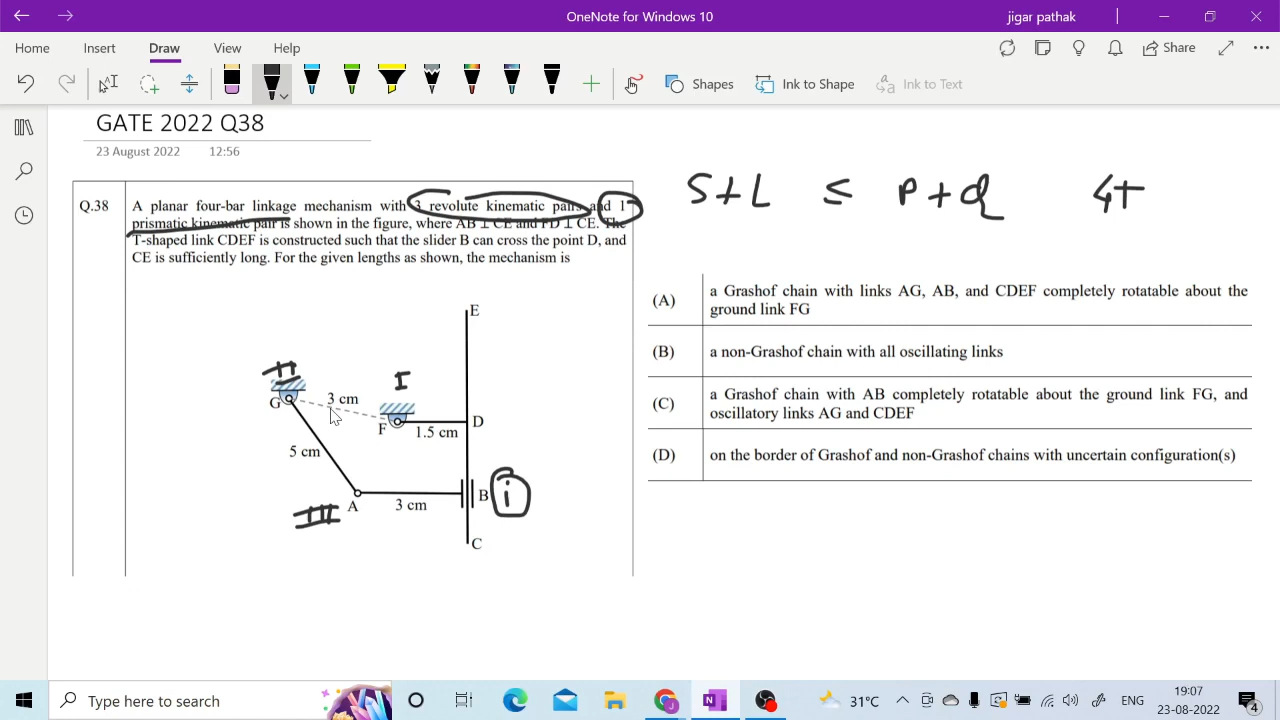 OneNote for Windows 10
jigar pathak
Home Insert Draw View Help
Share
Shapes
Ink to Shape
Ink to Text
GATE 2022 Q38
23 August 2022 12:56
Q.38
A planar four-bar linkage mechanism with 3 revolute kinematic pairs and 1
prismatic kinematic pair is shown in the figure, where AB ⊥ CE and FD ⊥ CE. The
T-shaped link CDEF is constructed such that the slider B can cross the point D, and
CE is sufficiently long. For the given lengths as shown, the mechanism is
S+L ≤ P+Q
E
II
I
G
3 cm
F
D
1.5 cm
5 cm
B
i
III
A
3 cm
C
(A) a Grashof chain with links AG, AB, and CDEF completely rotatable about the
ground link FG
(B) a non-Grashof chain with all oscillating links
(C) a Grashof chain with AB completely rotatable about the ground link FG, and
oscillatory links AG and CDEF
(D) on the border of Grashof and non-Grashof chains with uncertain configuration(s)
Type here to search
31°C
ENG
19:07
23-08-2022
4